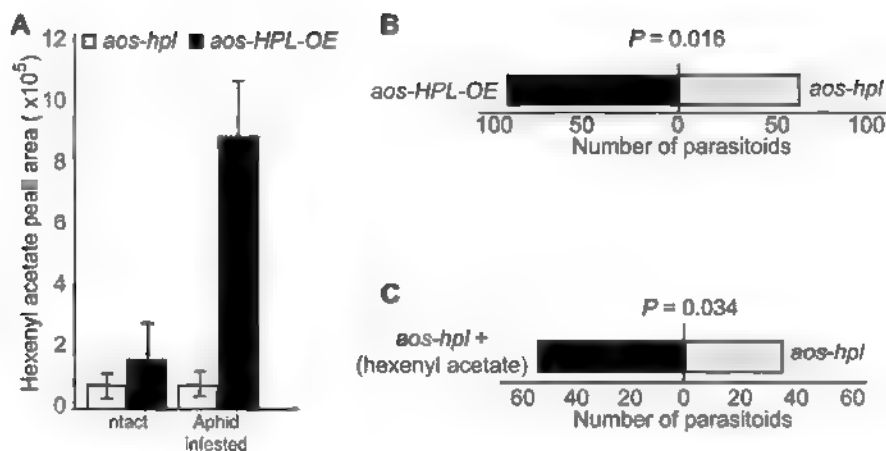 A
12
10
8
6
4
2
0
Hexenyl acetate peall area ( x10⁵)
aos-hpl aos-HPL-OE
ntact
Aphid
infested
B
P = 0.016
aos-HPL-OE
aos-hpl
100 50 0 50 100
Number of parasitoids
C
P = 0.034
aos-hpl +
(hexenyl acetate)
aos-hpl
60 40 20 0 20 40 60
Number of parasitoids